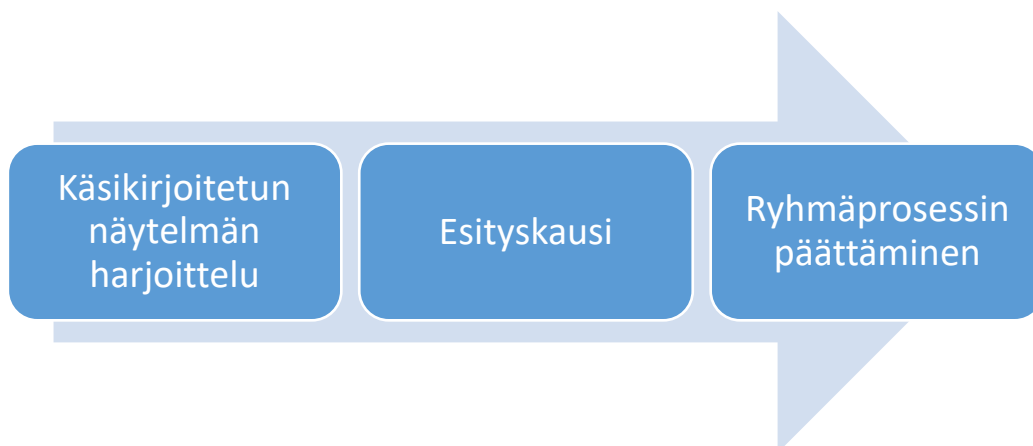 Käsikirjoitetun
näytelmän
harjoittelu
Esityskausi
Ryhmäprosessin
päättäminen